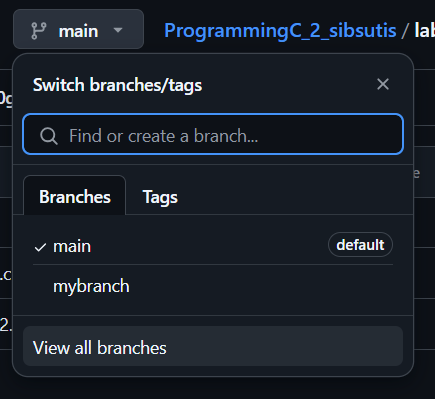 main
ProgrammingC_2_sibsutis / lab
Switch branches/tags
Find or create a branch...
Branches
Tags
main
default
mybranch
View all branches